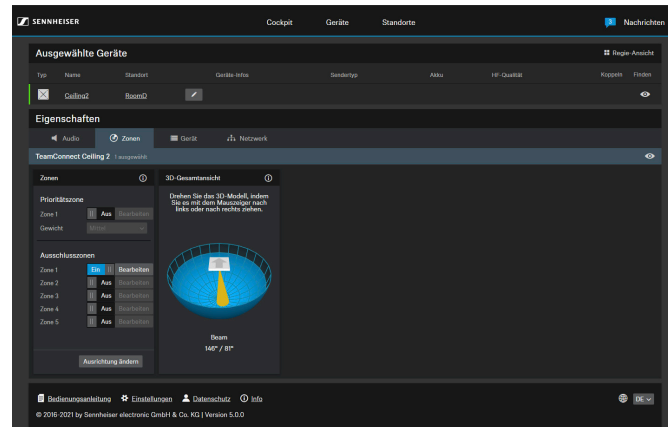 SENNHEISER Cockpit Geräte Standorte 3 Nachrichten
Ausgewählte Geräte Regie-Ansicht
Typ Name Standort Geräte-Infos Sendertyp Akku HF-Qualität Koppeln Finden
Ceiling2 RoomD
Eigenschaften
Audio Zonen Gerät Netzwerk
TeamConnect Ceiling 2 1 ausgewählt
Zonen
Prioritätszone
Zone 1 Aus Bearbeiten
Gewicht Mittel
Ausschlusszonen
Zone 1 Ein Bearbeiten
Zone 2 Aus Bearbeiten
Zone 3 Aus Bearbeiten
Zone 4 Aus Bearbeiten
Zone 5 Aus Bearbeiten
Ausrichtung ändern
3D-Gesamtansicht
Drehen Sie das 3D-Modell, indem
Sie es mit dem Mauszeiger nach
links oder nach rechts ziehen.
Beam
146° / 81°
Bedienungsanleitung Einstellungen Datenschutz Info DE
© 2016-2021 by Sennheiser electronic GmbH & Co. KG | Version 5.0.0